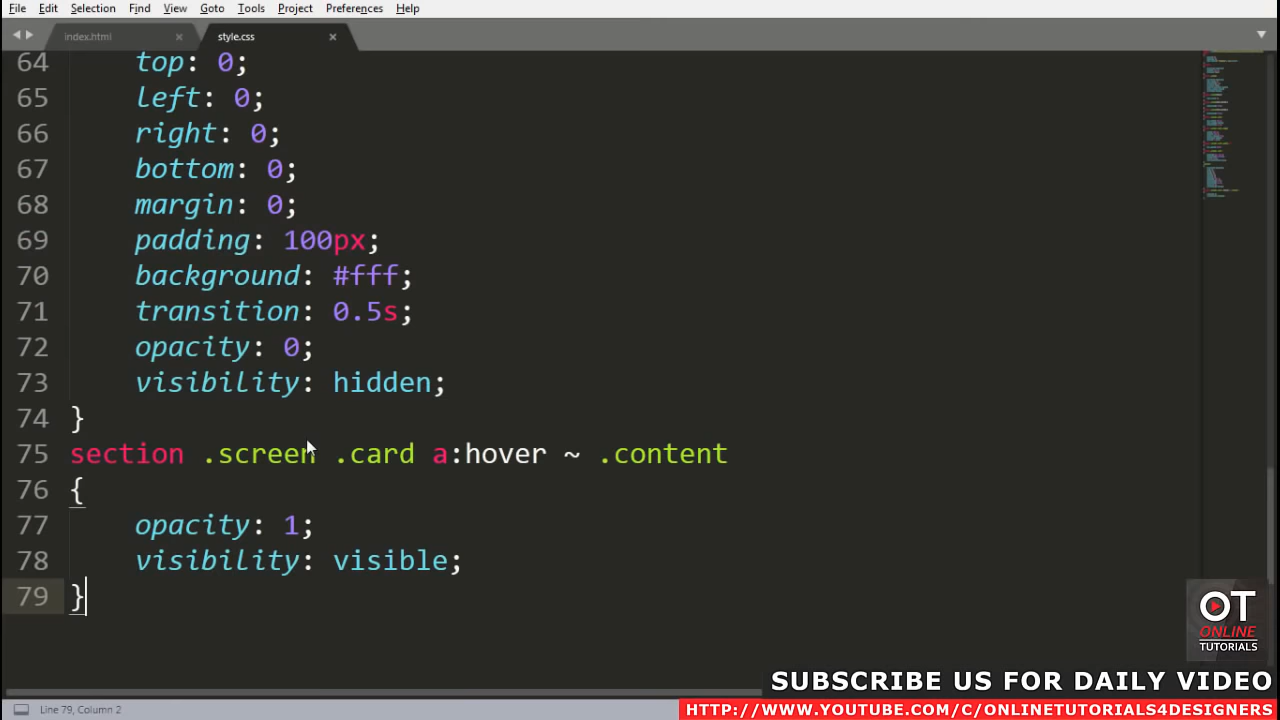 File Edit Selection Find View Goto Tools Project Preferences Help
index.html × style.css ×
64 top: 0;
65 left: 0;
66 right: 0;
67 bottom: 0;
68 margin: 0;
69 padding: 100px;
70 background: #fff;
71 transition: 0.5s;
72 opacity: 0;
73 visibility: hidden;
74 }
75 section .screen .card a:hover ~ .content
76 {
77 opacity: 1;
78 visibility: visible;
79 }
OT
ONLINE
TUTORIALS
SUBSCRIBE US FOR DAILY VIDEO
Line 79, Column 2
HTTP://WWW.YOUTUBE.COM/C/ONLINETUTORIALS4DESIGNERS